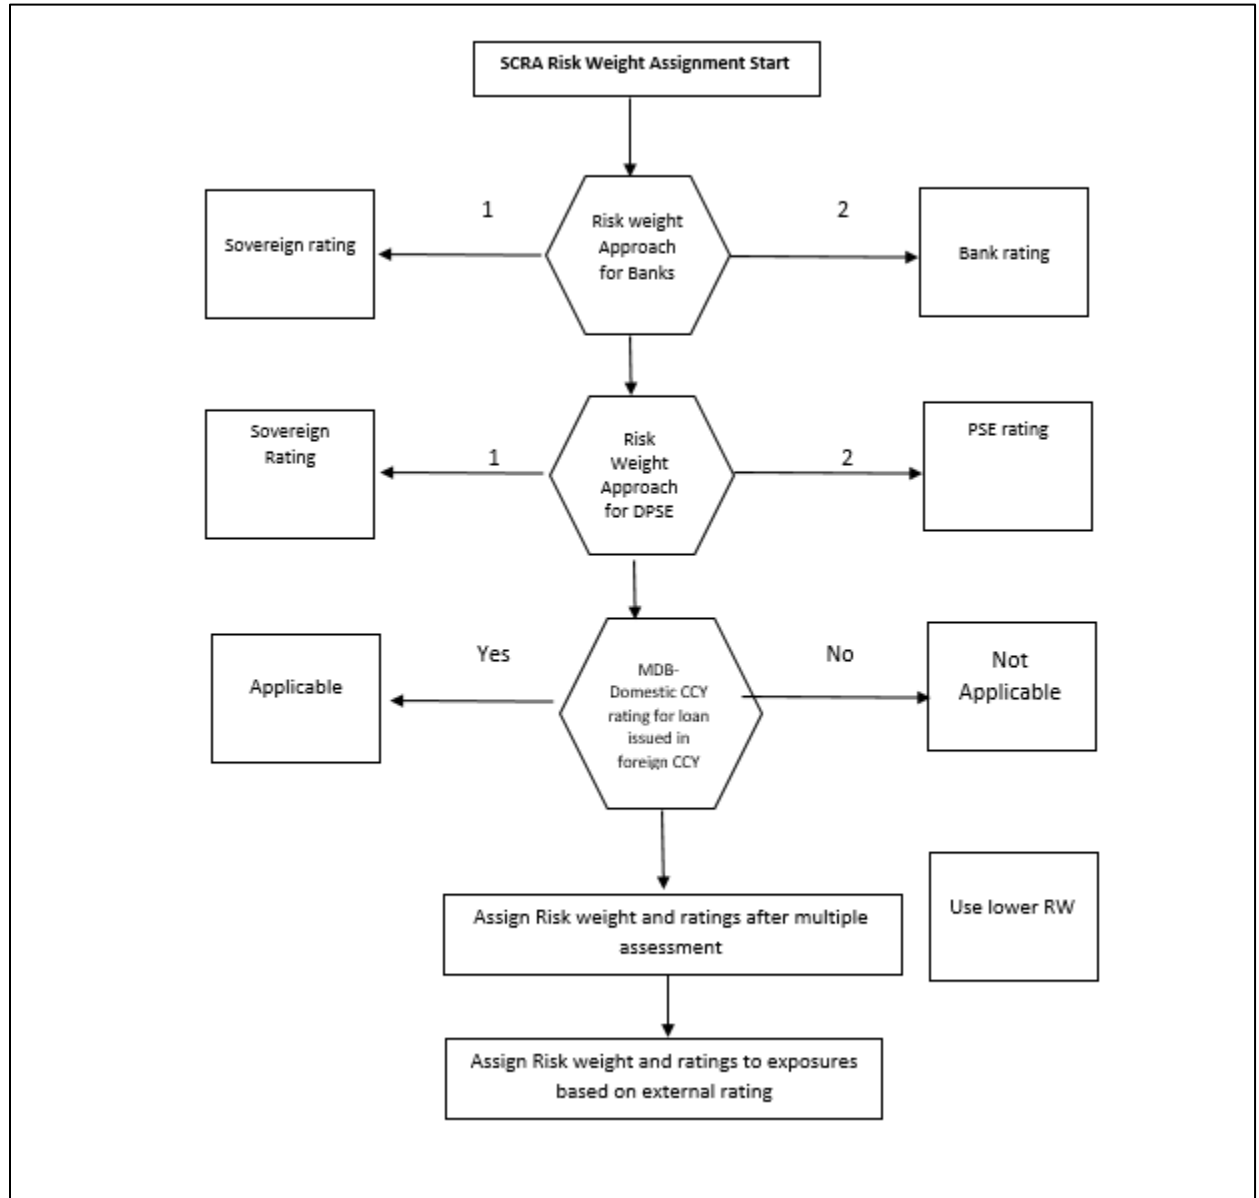 SCRA Risk Weight Assignment Start
1
2
Sovereign rating
Risk weight
Approach
for Banks
Bank rating
Sovereign
Rating
1
Risk
Weight
Approach
for DPSE
2
PSE rating
Applicable
Yes
MDB-
Domestic CCY
rating for loan
issued in
foreign CCY
No
Not
Applicable
Use lower RW
Assign Risk weight and ratings after multiple
assessment
Assign Risk weight and ratings to exposures
based on external rating